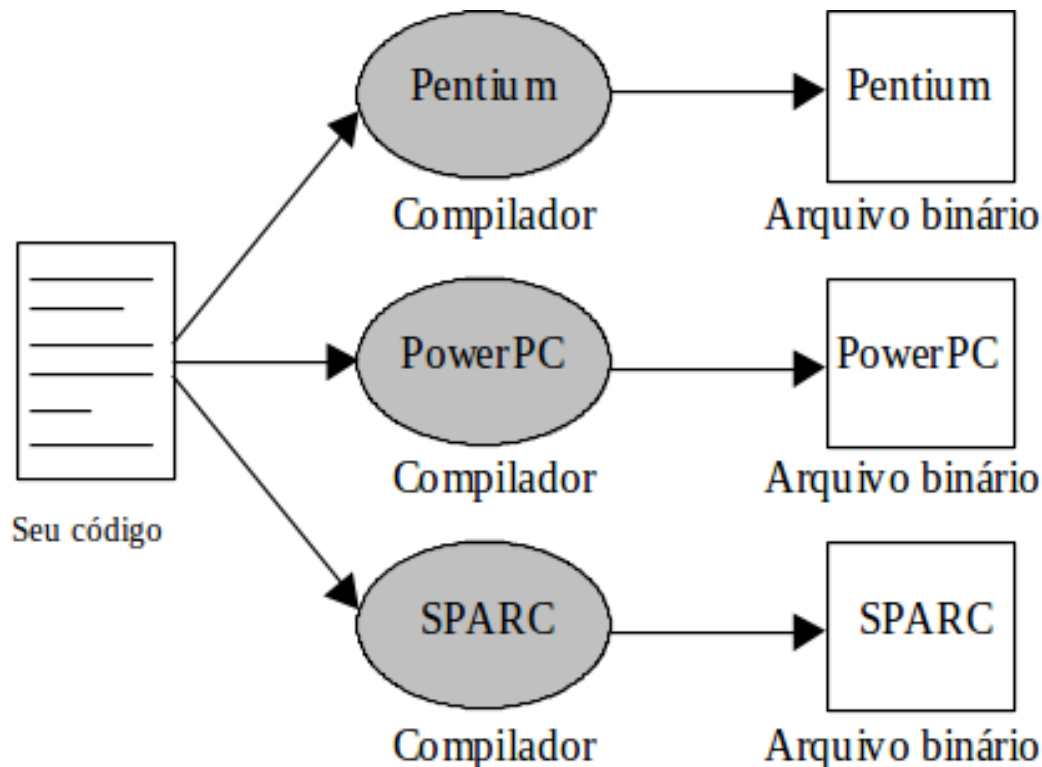 Pentium
Pentium
Compilador
Arquivo binário
Seu código
PowerPC
PowerPC
Compilador
Arquivo binário
SPARC
SPARC
Compilador
Arquivo binário